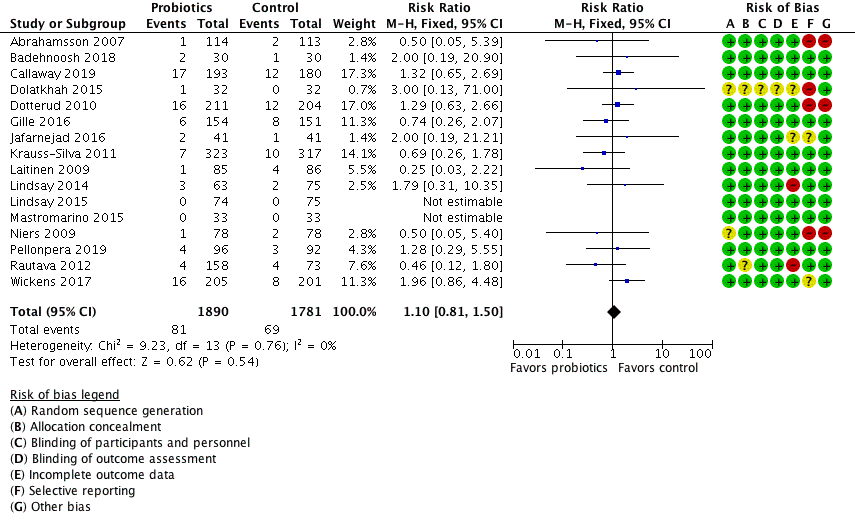 Probiotics Control Risk Ratio Risk Ratio Risk of Bias
Study or Subgroup Events Total Events Total Weight M-H, Fixed, 95% CI M-H, Fixed, 95% CI A B C D E F G
Abrahamsson 2007 1 114 2 113 2.8% 0.50 [0.05, 5.39] + + + + + − −
Badehnoosh 2018 2 30 1 30 1.4% 2.00 [0.19, 20.90] + + + + + + +
Callaway 2019 17 193 12 180 17.3% 1.32 [0.65, 2.69] + + + + + + +
Dolatkhah 2015 1 32 0 32 0.7% 3.00 [0.13, 71.00] ? ? ? ? ? − +
Dotterud 2010 16 211 12 204 17.0% 1.29 [0.63, 2.66] + + + + + − −
Gille 2016 6 154 8 151 11.3% 0.74 [0.26, 2.07] + + + + + + +
Jafarnejad 2016 2 41 1 41 1.4% 2.00 [0.19, 21.21] + + + + ? ? +
Krauss-Silva 2011 7 323 10 317 14.1% 0.69 [0.26, 1.78] + + + + + + +
Laitinen 2009 1 85 4 86 5.5% 0.25 [0.03, 2.22] + + + + + + +
Lindsay 2014 3 63 2 75 2.5% 1.79 [0.31, 10.35] + + + + − + +
Lindsay 2015 0 74 0 75 Not estimable + + + + + + +
Mastromarino 2015 0 33 0 33 Not estimable + + + + + + +
Niers 2009 1 78 2 78 2.8% 0.50 [0.05, 5.40] ? + + + + − −
Pellonpera 2019 4 96 3 92 4.3% 1.28 [0.29, 5.55] + + + + + + +
Rautava 2012 4 158 4 73 7.6% 0.46 [0.12, 1.80] + ? + + − + +
Wickens 2017 16 205 8 201 11.3% 1.96 [0.86, 4.48] + + + + + ? +
Total (95% CI) 1890 1781 100.0% 1.10 [0.81, 1.50]
Total events 81 69
Heterogeneity: Chi² = 9.23, df = 13 (P = 0.76); I² = 0%
Test for overall effect: Z = 0.62 (P = 0.54)
0.01 0.1 1 10 100
Favors probiotics Favors control
Risk of bias legend
(A) Random sequence generation
(B) Allocation concealment
(C) Blinding of participants and personnel
(D) Blinding of outcome assessment
(E) Incomplete outcome data
(F) Selective reporting
(G) Other bias